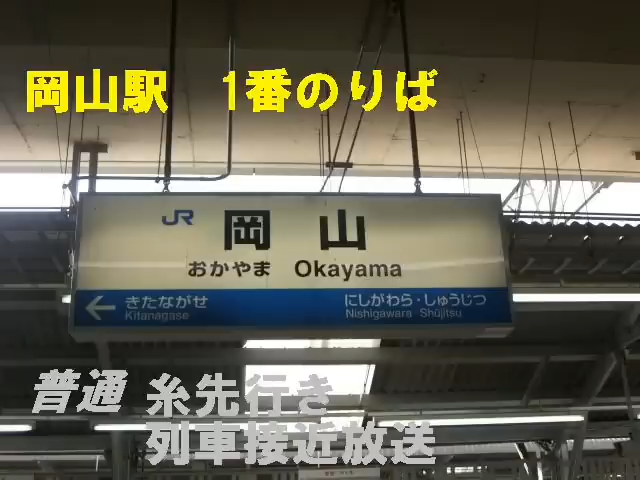 岡山駅 1番のりば
JR 岡山
おかやま Okayama
← きたながせ にしがわら・しゅうじつ
Kitanagase Nishigawara Shūjitsu
普通 糸先行き
列車接近放送